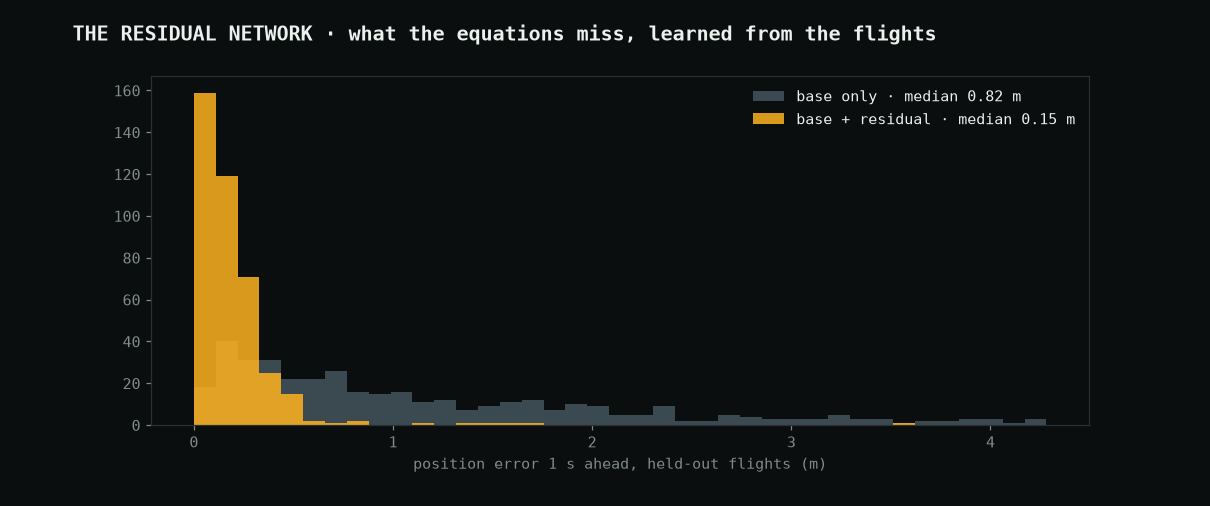 THE RESIDUAL NETWORK · what the equations miss, learned from the flights
base only · median 0.82 m
base + residual · median 0.15 m
160
140
120
100
80
60
40
20
0
0 1 2 3 4
position error 1 s ahead, held-out flights (m)